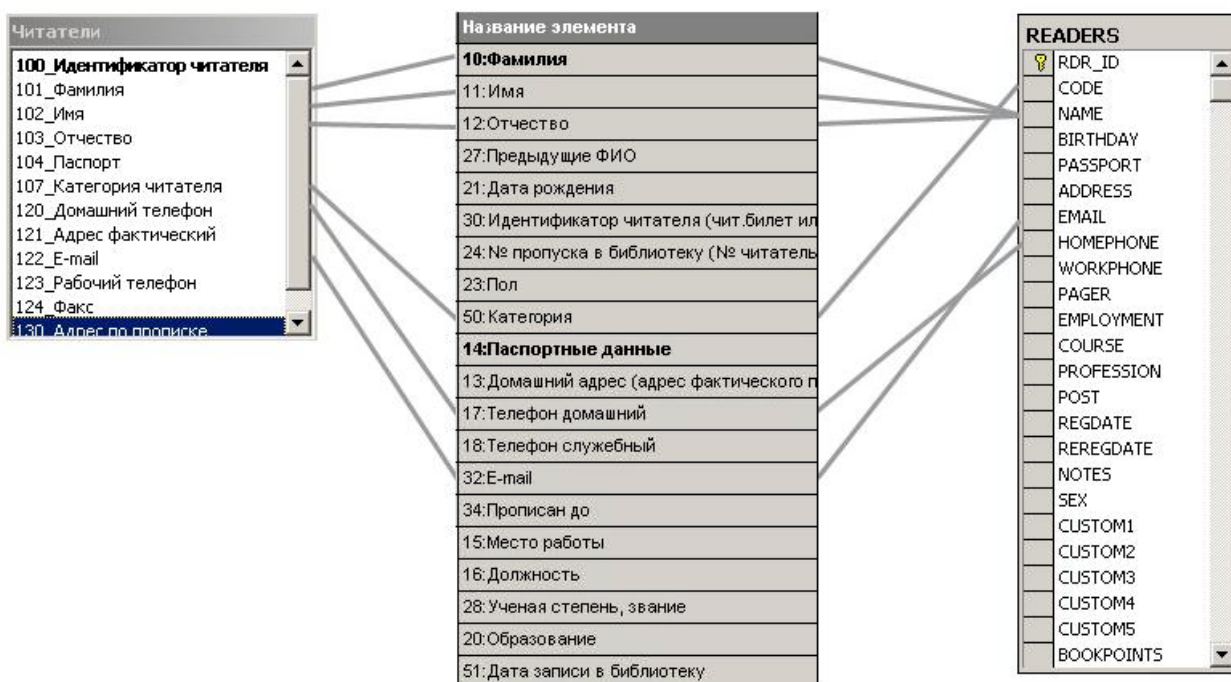 Читатели
100_Идентификатор читателя
101_Фамилия
102_Имя
103_Отчество
104_Паспорт
107_Категория читателя
120_Домашний телефон
121_Адрес фактический
122_E-mail
123_Рабочий телефон
124_Факс
130_Адрес по прописке
Название элемента
10:Фамилия
11:Имя
12:Отчество
27:Предыдущие ФИО
21:Дата рождения
30:Идентификатор читателя (чит.билет ил
24:№ пропуска в библиотеку (№ читатель
23:Пол
50:Категория
14:Паспортные данные
13:Домашний адрес (адрес фактического п
17:Телефон домашний
18:Телефон служебный
32:E-mail
34:Прописан до
15:Место работы
16:Должность
28:Ученая степень, звание
20:Образование
51:Дата записи в библиотеку
READERS
RDR_ID
CODE
NAME
BIRTHDAY
PASSPORT
ADDRESS
EMAIL
HOMEPHONE
WORKPHONE
PAGER
EMPLOYMENT
COURSE
PROFESSION
POST
REGDATE
REREGDATE
NOTES
SEX
CUSTOM1
CUSTOM2
CUSTOM3
CUSTOM4
CUSTOM5
BOOKPOINTS